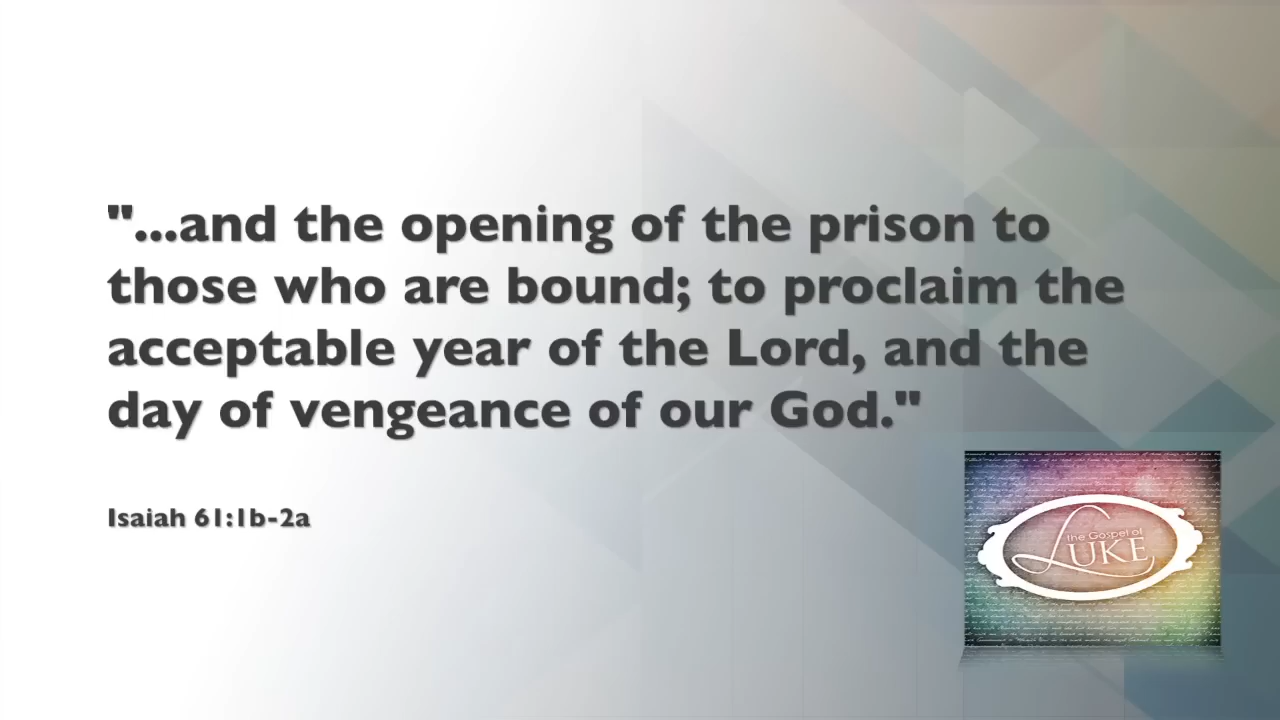 "...and the opening of the prison to
those who are bound; to proclaim the
acceptable year of the Lord, and the
day of vengeance of our God."
Isaiah 61:1b-2a
the Gospel of
LUKE